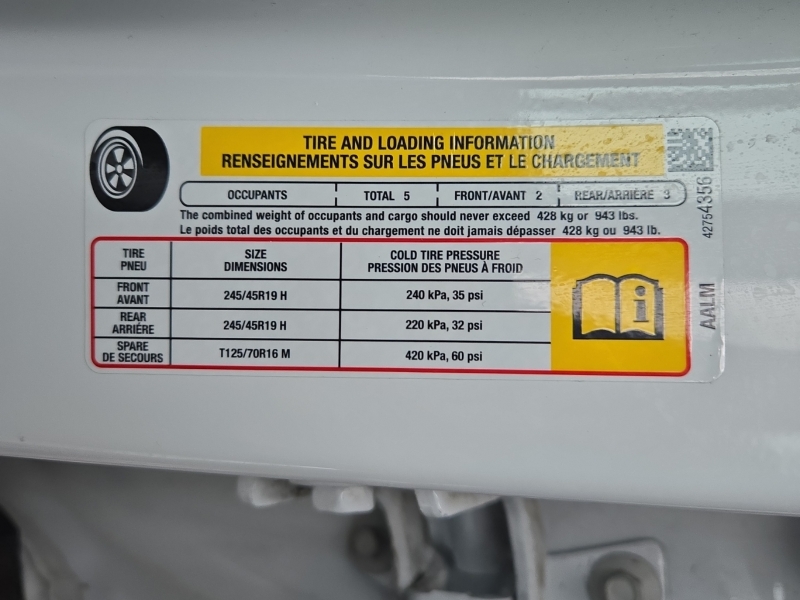 TIRE AND LOADING INFORMATION
RENSEIGNEMENTS SUR LES PNEUS ET LE CHARGEMENT
OCCUPANTS TOTAL 5 FRONT/AVANT 2 REAR/ARRIÈRE 3
The combined weight of occupants and cargo should never exceed 428 kg or 943 lbs.
Le poids total des occupants et du chargement ne doit jamais dépasser 428 kg ou 943 lb.
TIRE SIZE COLD TIRE PRESSURE
PNEU DIMENSIONS PRESSION DES PNEUS À FROID
FRONT
AVANT 245/45R19 H 240 kPa, 35 psi
REAR
ARRIÈRE 245/45R19 H 220 kPa, 32 psi
SPARE
DE SECOURS T125/70R16 M 420 kPa, 60 psi
42754356
AALM